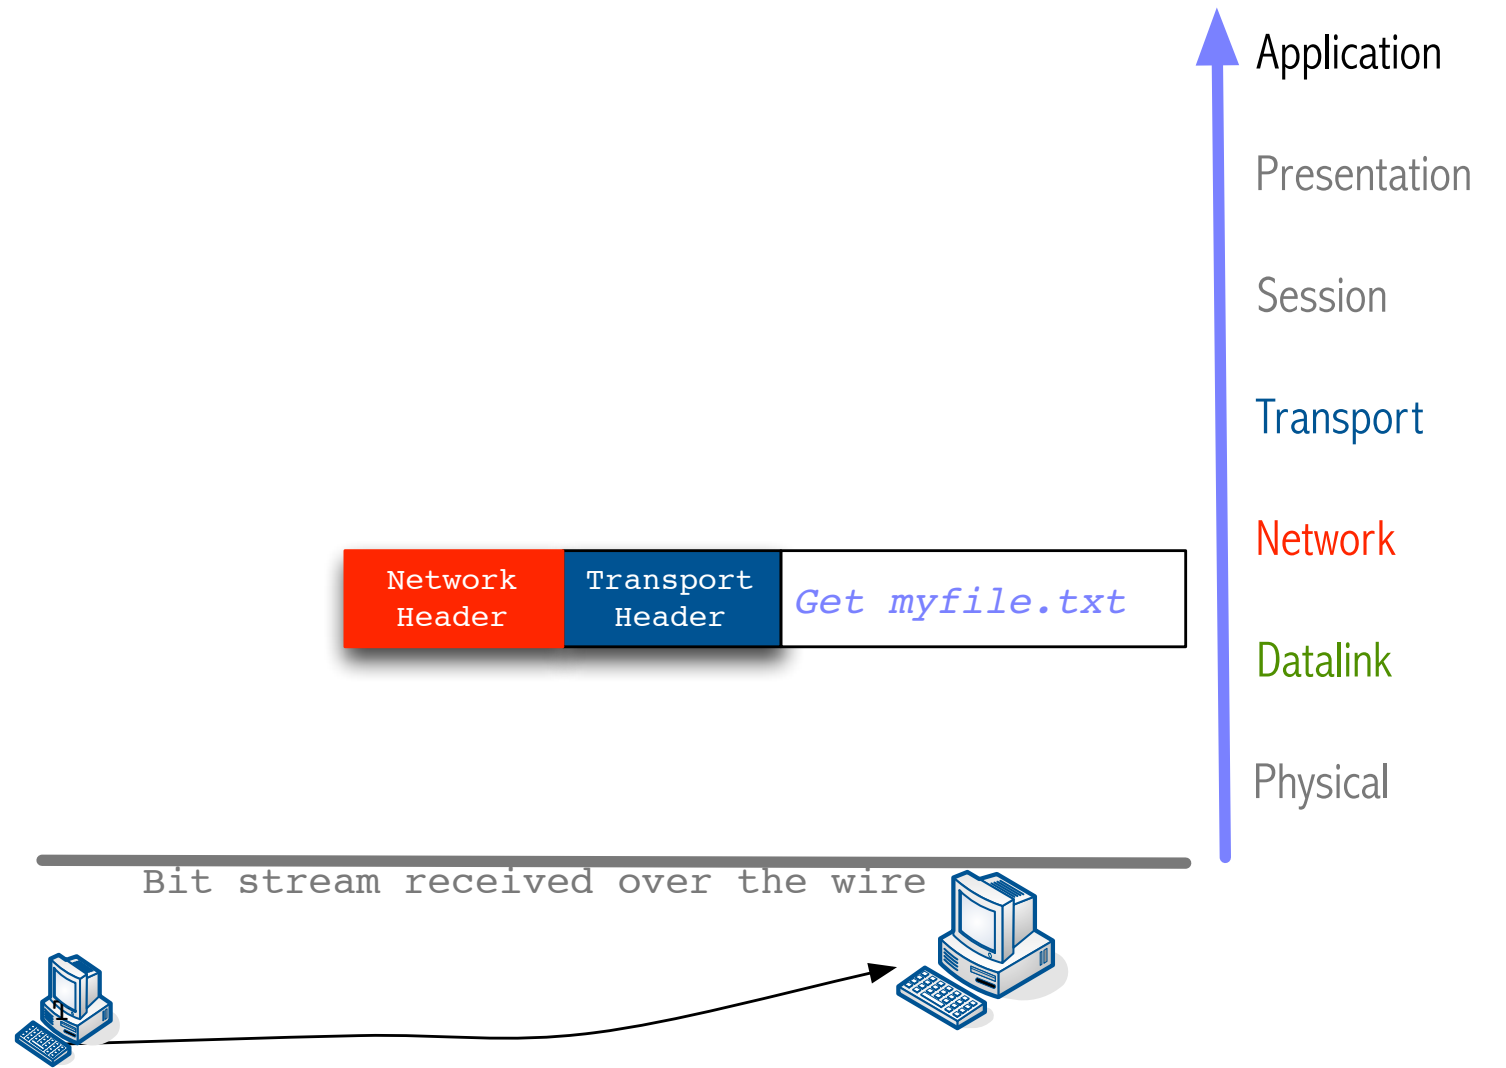 Application
Presentation
Session
Transport
Network
Network
Header
Transport
Header
Get myfile.txt
Datalink
Physical
Bit stream received over the wire
1